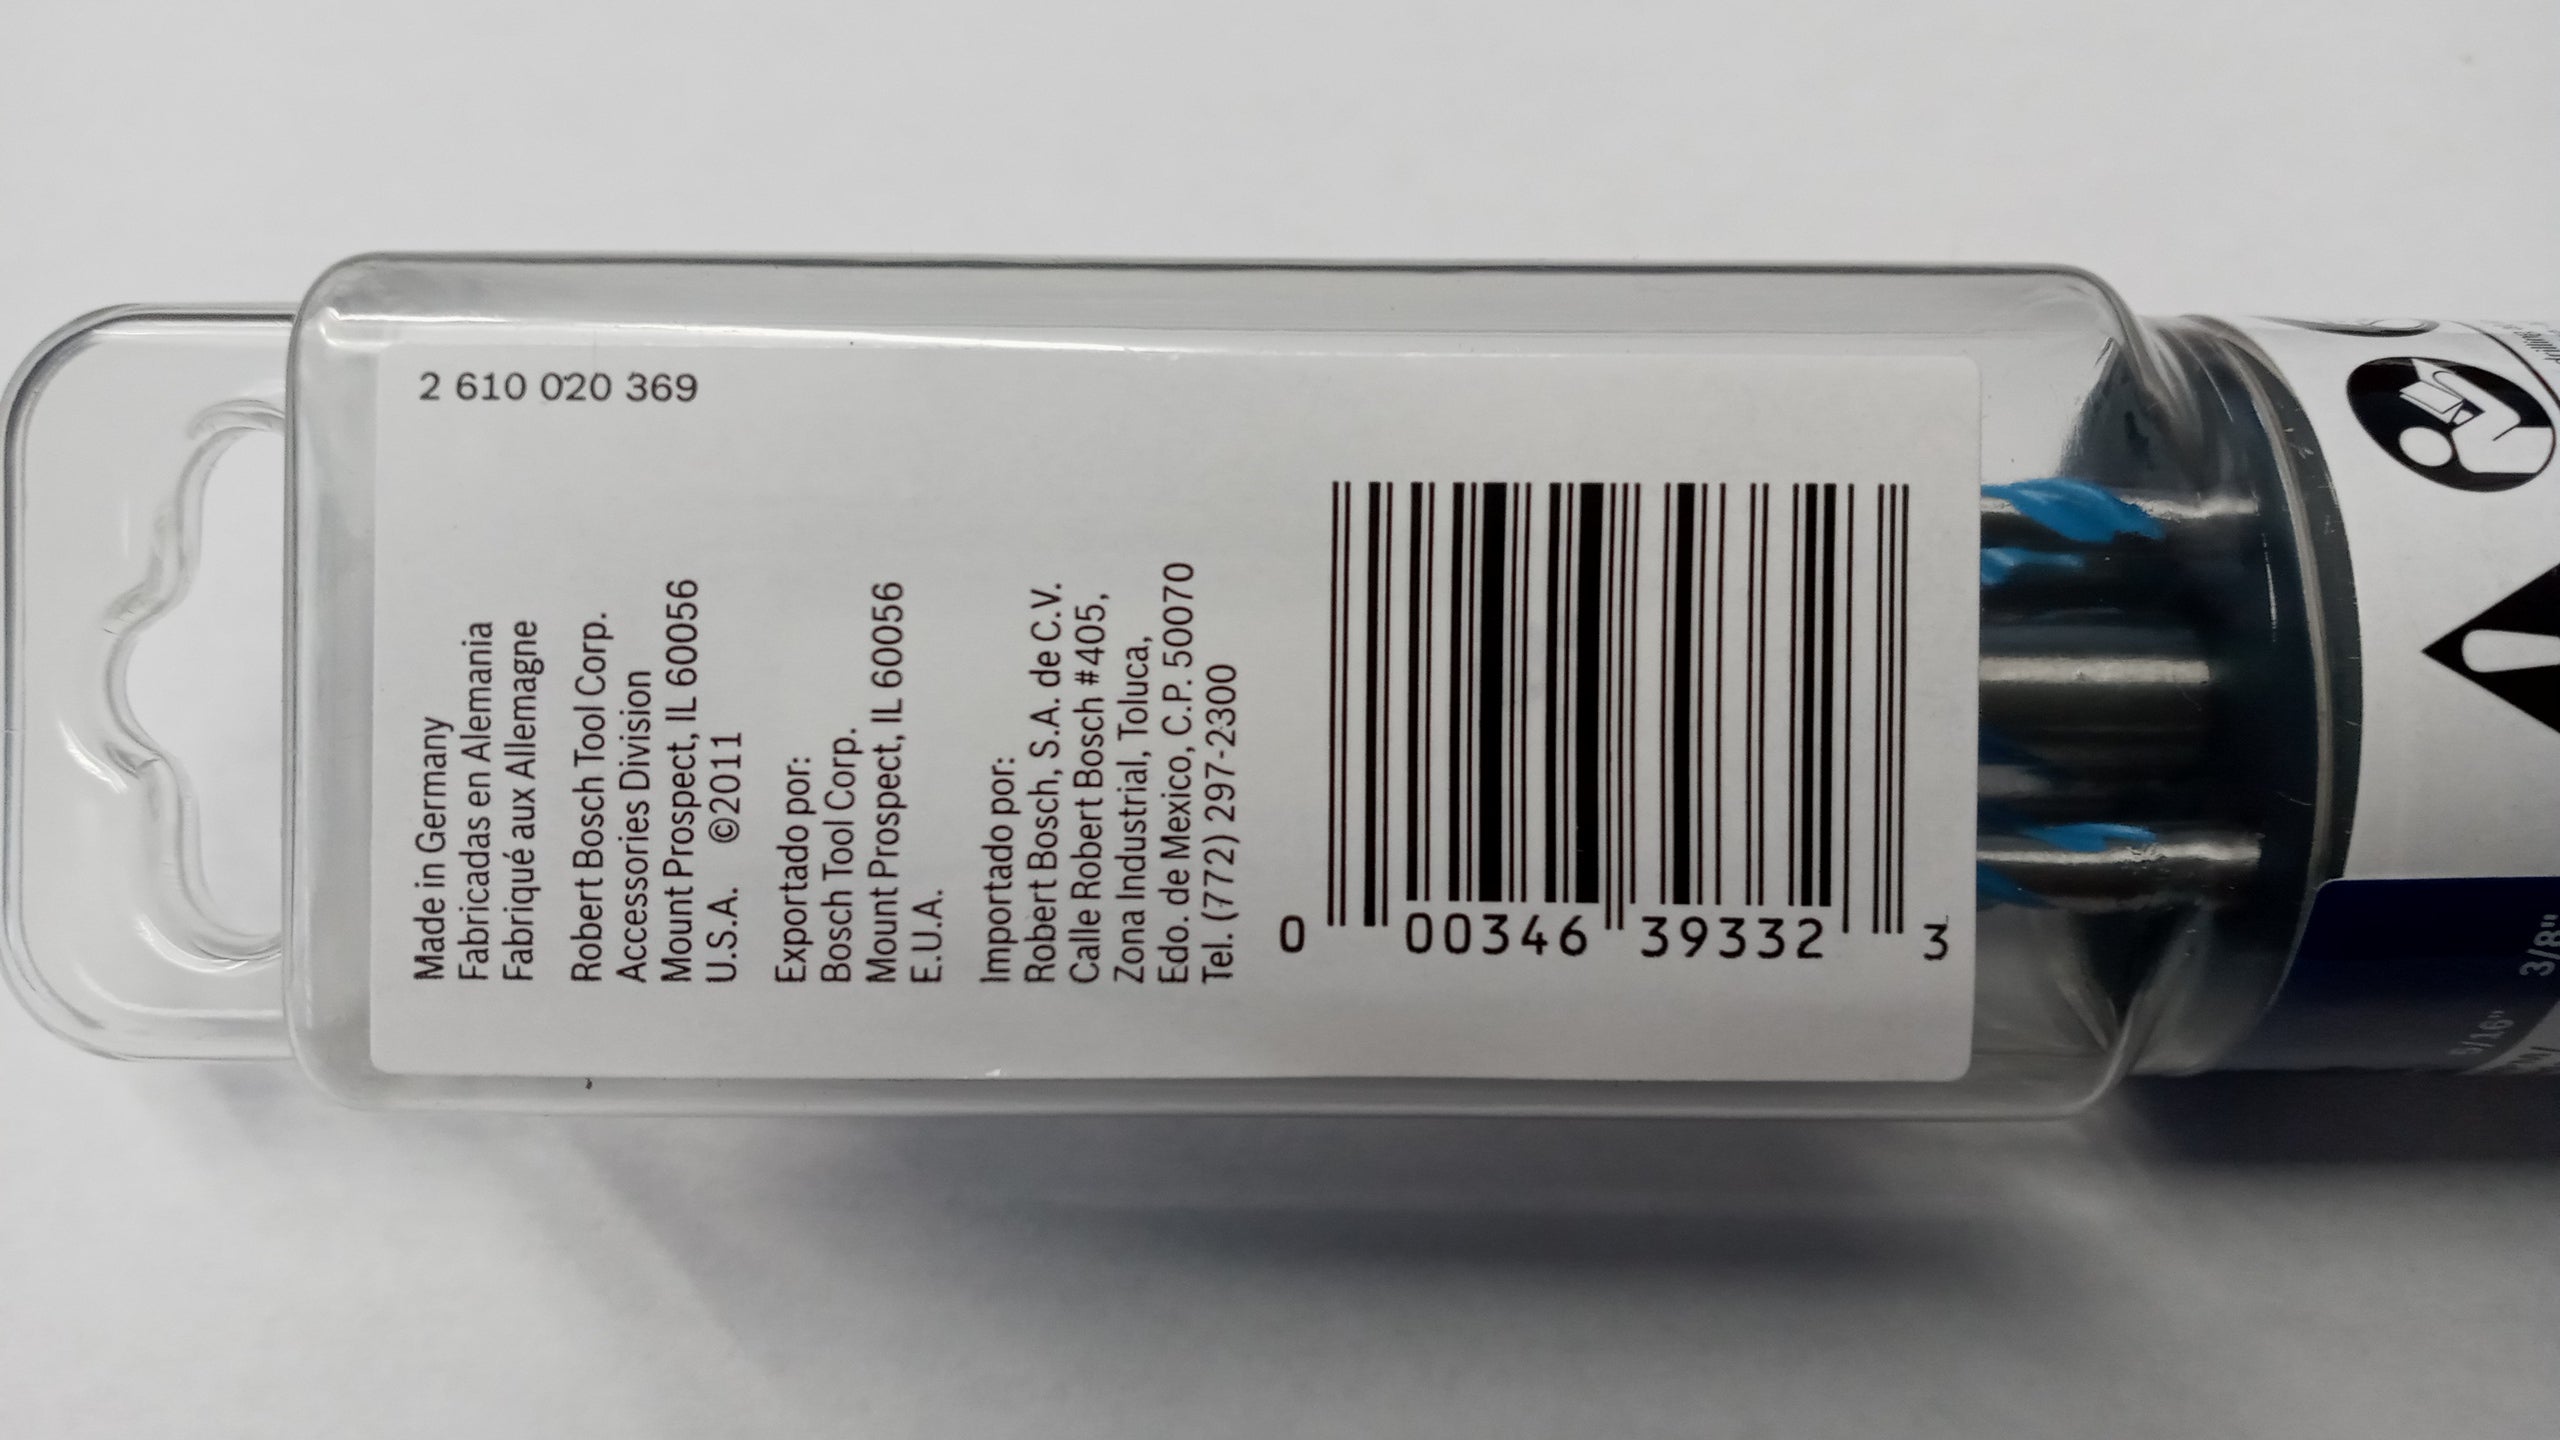 2 610 020 369
Made in Germany
Fabricadas en Alemania
Fabriqué aux Allemagne
Robert Bosch Tool Corp.
Accessories Division
Mount Prospect, IL 60056
U.S.A. ©2011
Exportado por:
Bosch Tool Corp.
Mount Prospect, IL 60056
E.U.A.
Importado por:
Robert Bosch, S.A. de C.V.
Calle Robert Bosch #405,
Zona Industrial, Toluca,
Edo. de Mexico, C.P. 50070
Tel. (772) 297-2300
0 00346 39332 3
5/16" 3/8"